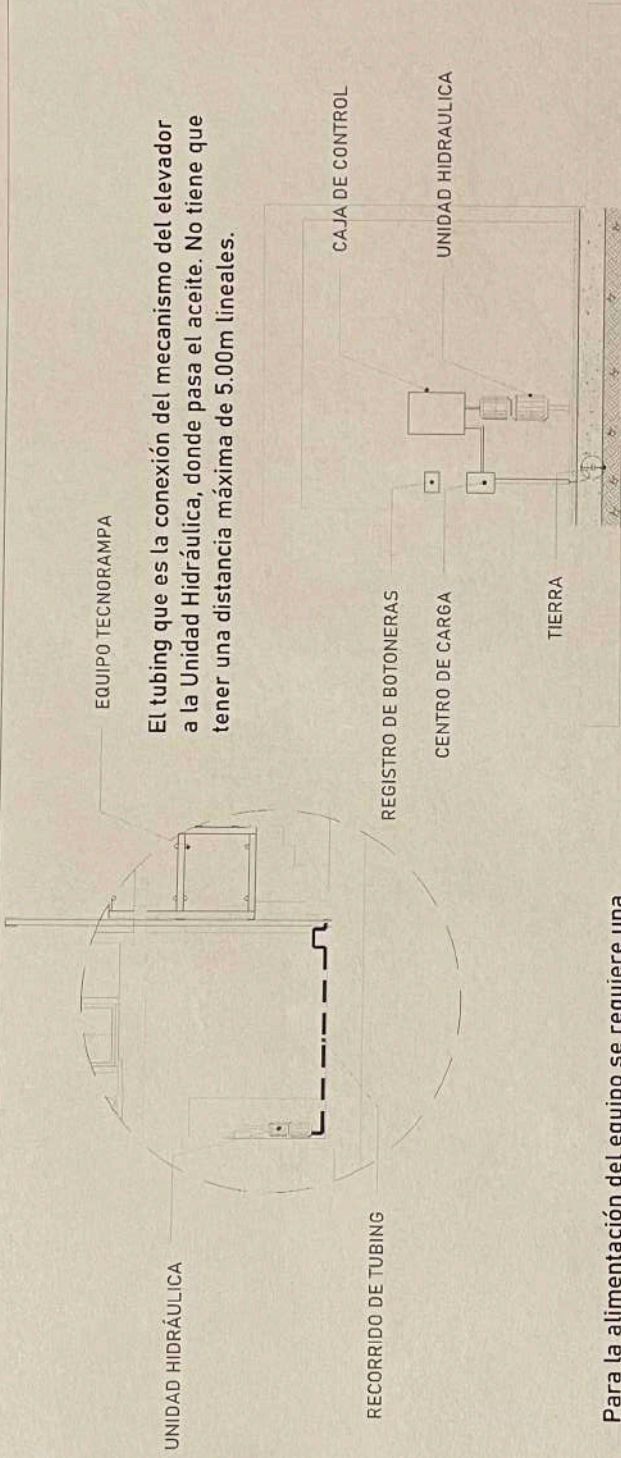 EQUIPO TECNORAMPA
UNIDAD HIDRÁULICA
El tubing que es la conexión del mecanismo del elevador
a la Unidad Hidráulica, donde pasa el aceite. No tiene que
tener una distancia máxima de 5.00m lineales.
RECORRIDO DE TUBING
CAJA DE CONTROL
REGISTRO DE BOTONERAS
UNIDAD HIDRAULICA
CENTRO DE CARGA
TIERRA
Para la alimentación del equipo se requiere una